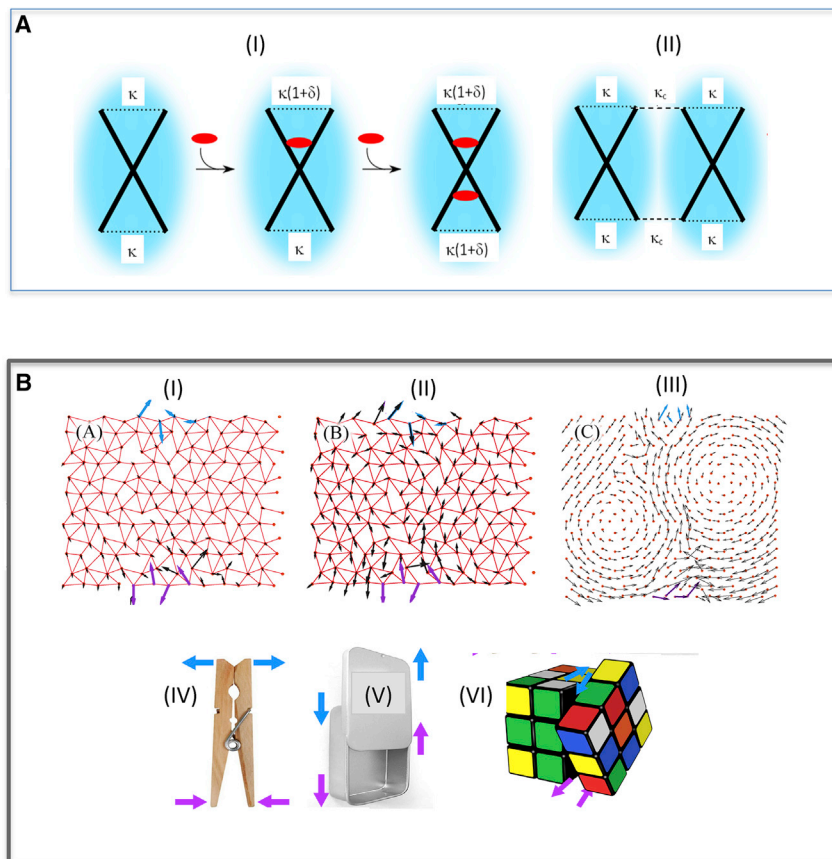 A
(I)
(II)
κ
κ(1+δ)
κ(1+δ)
κ
κc
κ
κ
κ
κ(1+δ)
κ
κc
κ
B
(I)
(II)
(III)
(A)
(B)
(C)
(IV)
(V)
(VI)